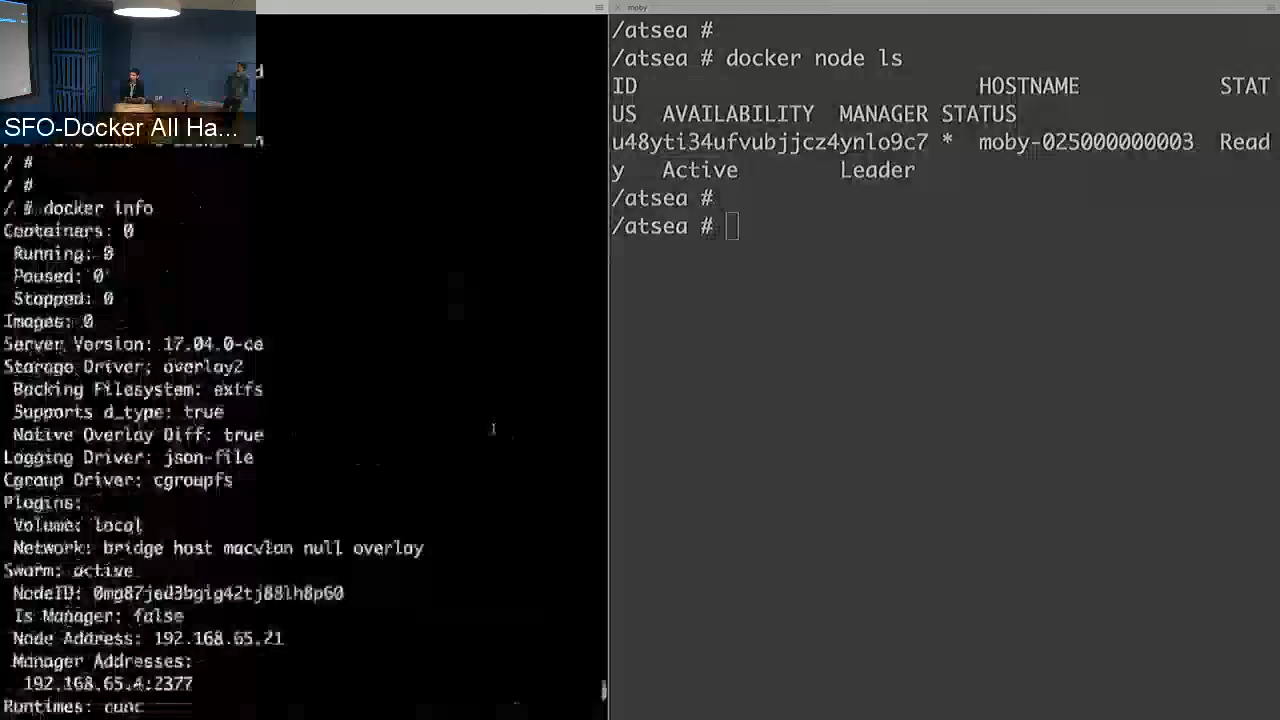 SFO-Docker All Ha...
/ #
/ #
/ # docker info
Containers: 0
Running: 0
Paused: 0
Stopped: 0
Images: 0
Server Version: 17.04.0-ce
Storage Driver: overlay2
Backing Filesystem: extfs
Supports d_type: true
Native Overlay Diff: true
Logging Driver: json-file
Cgroup Driver: cgroupfs
Plugins:
Volume: local
Network: bridge host macvlan null overlay
Swarm: active
NodeID:
Is Manager: false
Node Address: 192.168.65.21
Manager Addresses:
192.168.65.4:2377
Runtimes: runc
moby
/atsea #
/atsea # docker node ls
ID HOSTNAME STAT
US AVAILABILITY MANAGER STATUS
u48yti34ufvubjjcz4ynlo9c7 * moby-025000000003 Read
y Active Leader
/atsea #
/atsea #